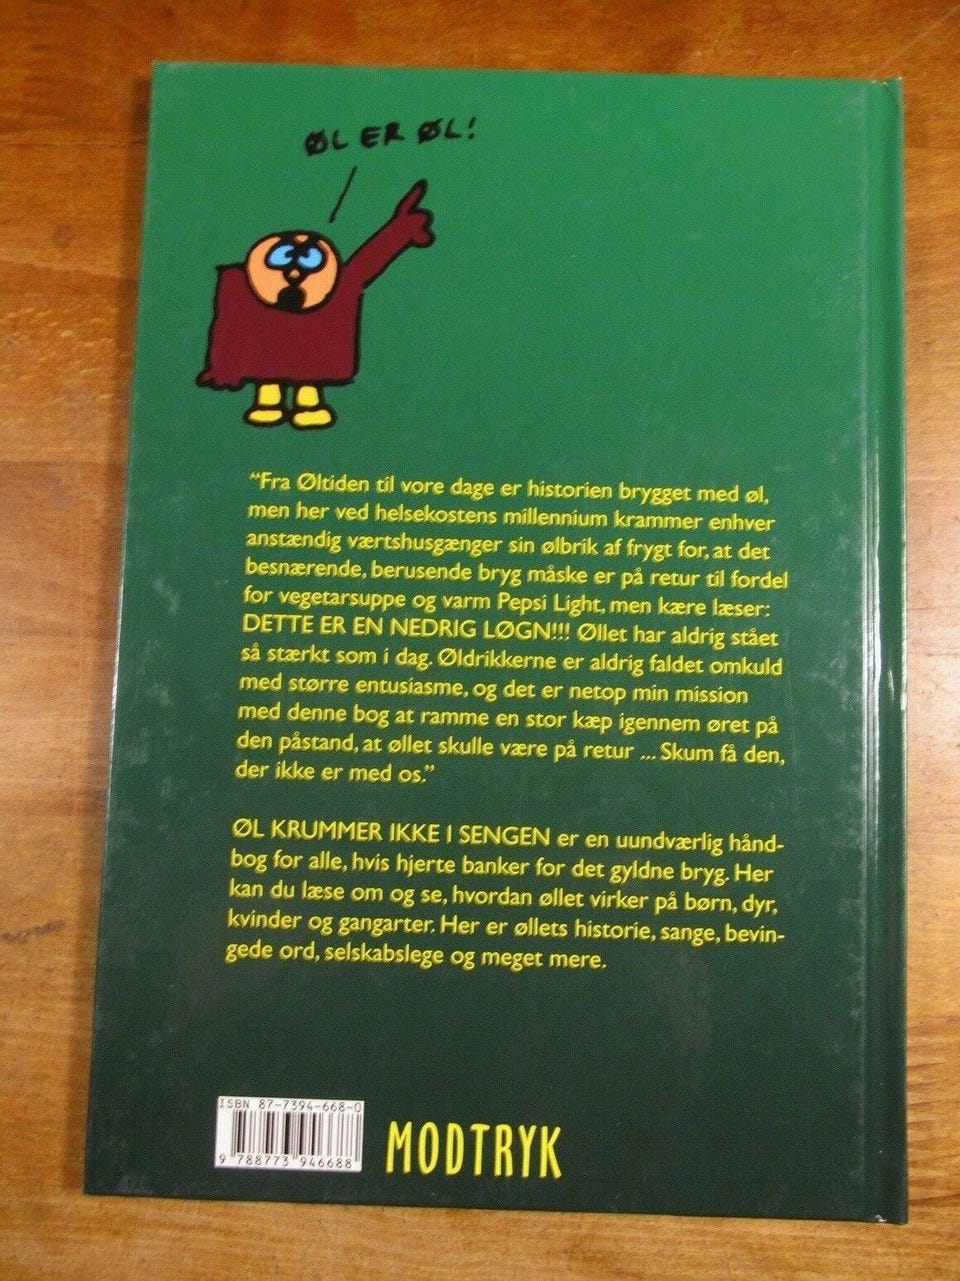 ØL ER ØL!
“Fra Øltiden til vore dage er historien brygget med øl,
men her ved helsekostens millennium krammer enhver
anstændig værtshusgænger sin ølbrik af frygt for, at det
besnærende, berusende bryg måske er på retur til fordel
for vegetarsuppe og varm Pepsi Light, men kære læser:
DETTE ER EN NEDRIG LØGN!!! Øllet har aldrig stået
så stærkt som i dag. Øldrikkerne er aldrig faldet omkuld
med større entusiasme, og det er netop min mission
med denne bog at ramme en stor kæp igennem øret på
den påstand, at øllet skulle være på retur ... Skum få den,
der ikke er med os.”
ØL KRUMMER IKKE I SENGEN er en uundværlig hånd-
bog for alle, hvis hjerte banker for det gyldne bryg. Her
kan du læse om og se, hvordan øllet virker på børn, dyr,
kvinder og gangarter. Her er øllets historie, sange, bevin-
gede ord, selskabslege og meget mere.
ISBN 87-7394-668-0
9 788773 946688
MODTRYK